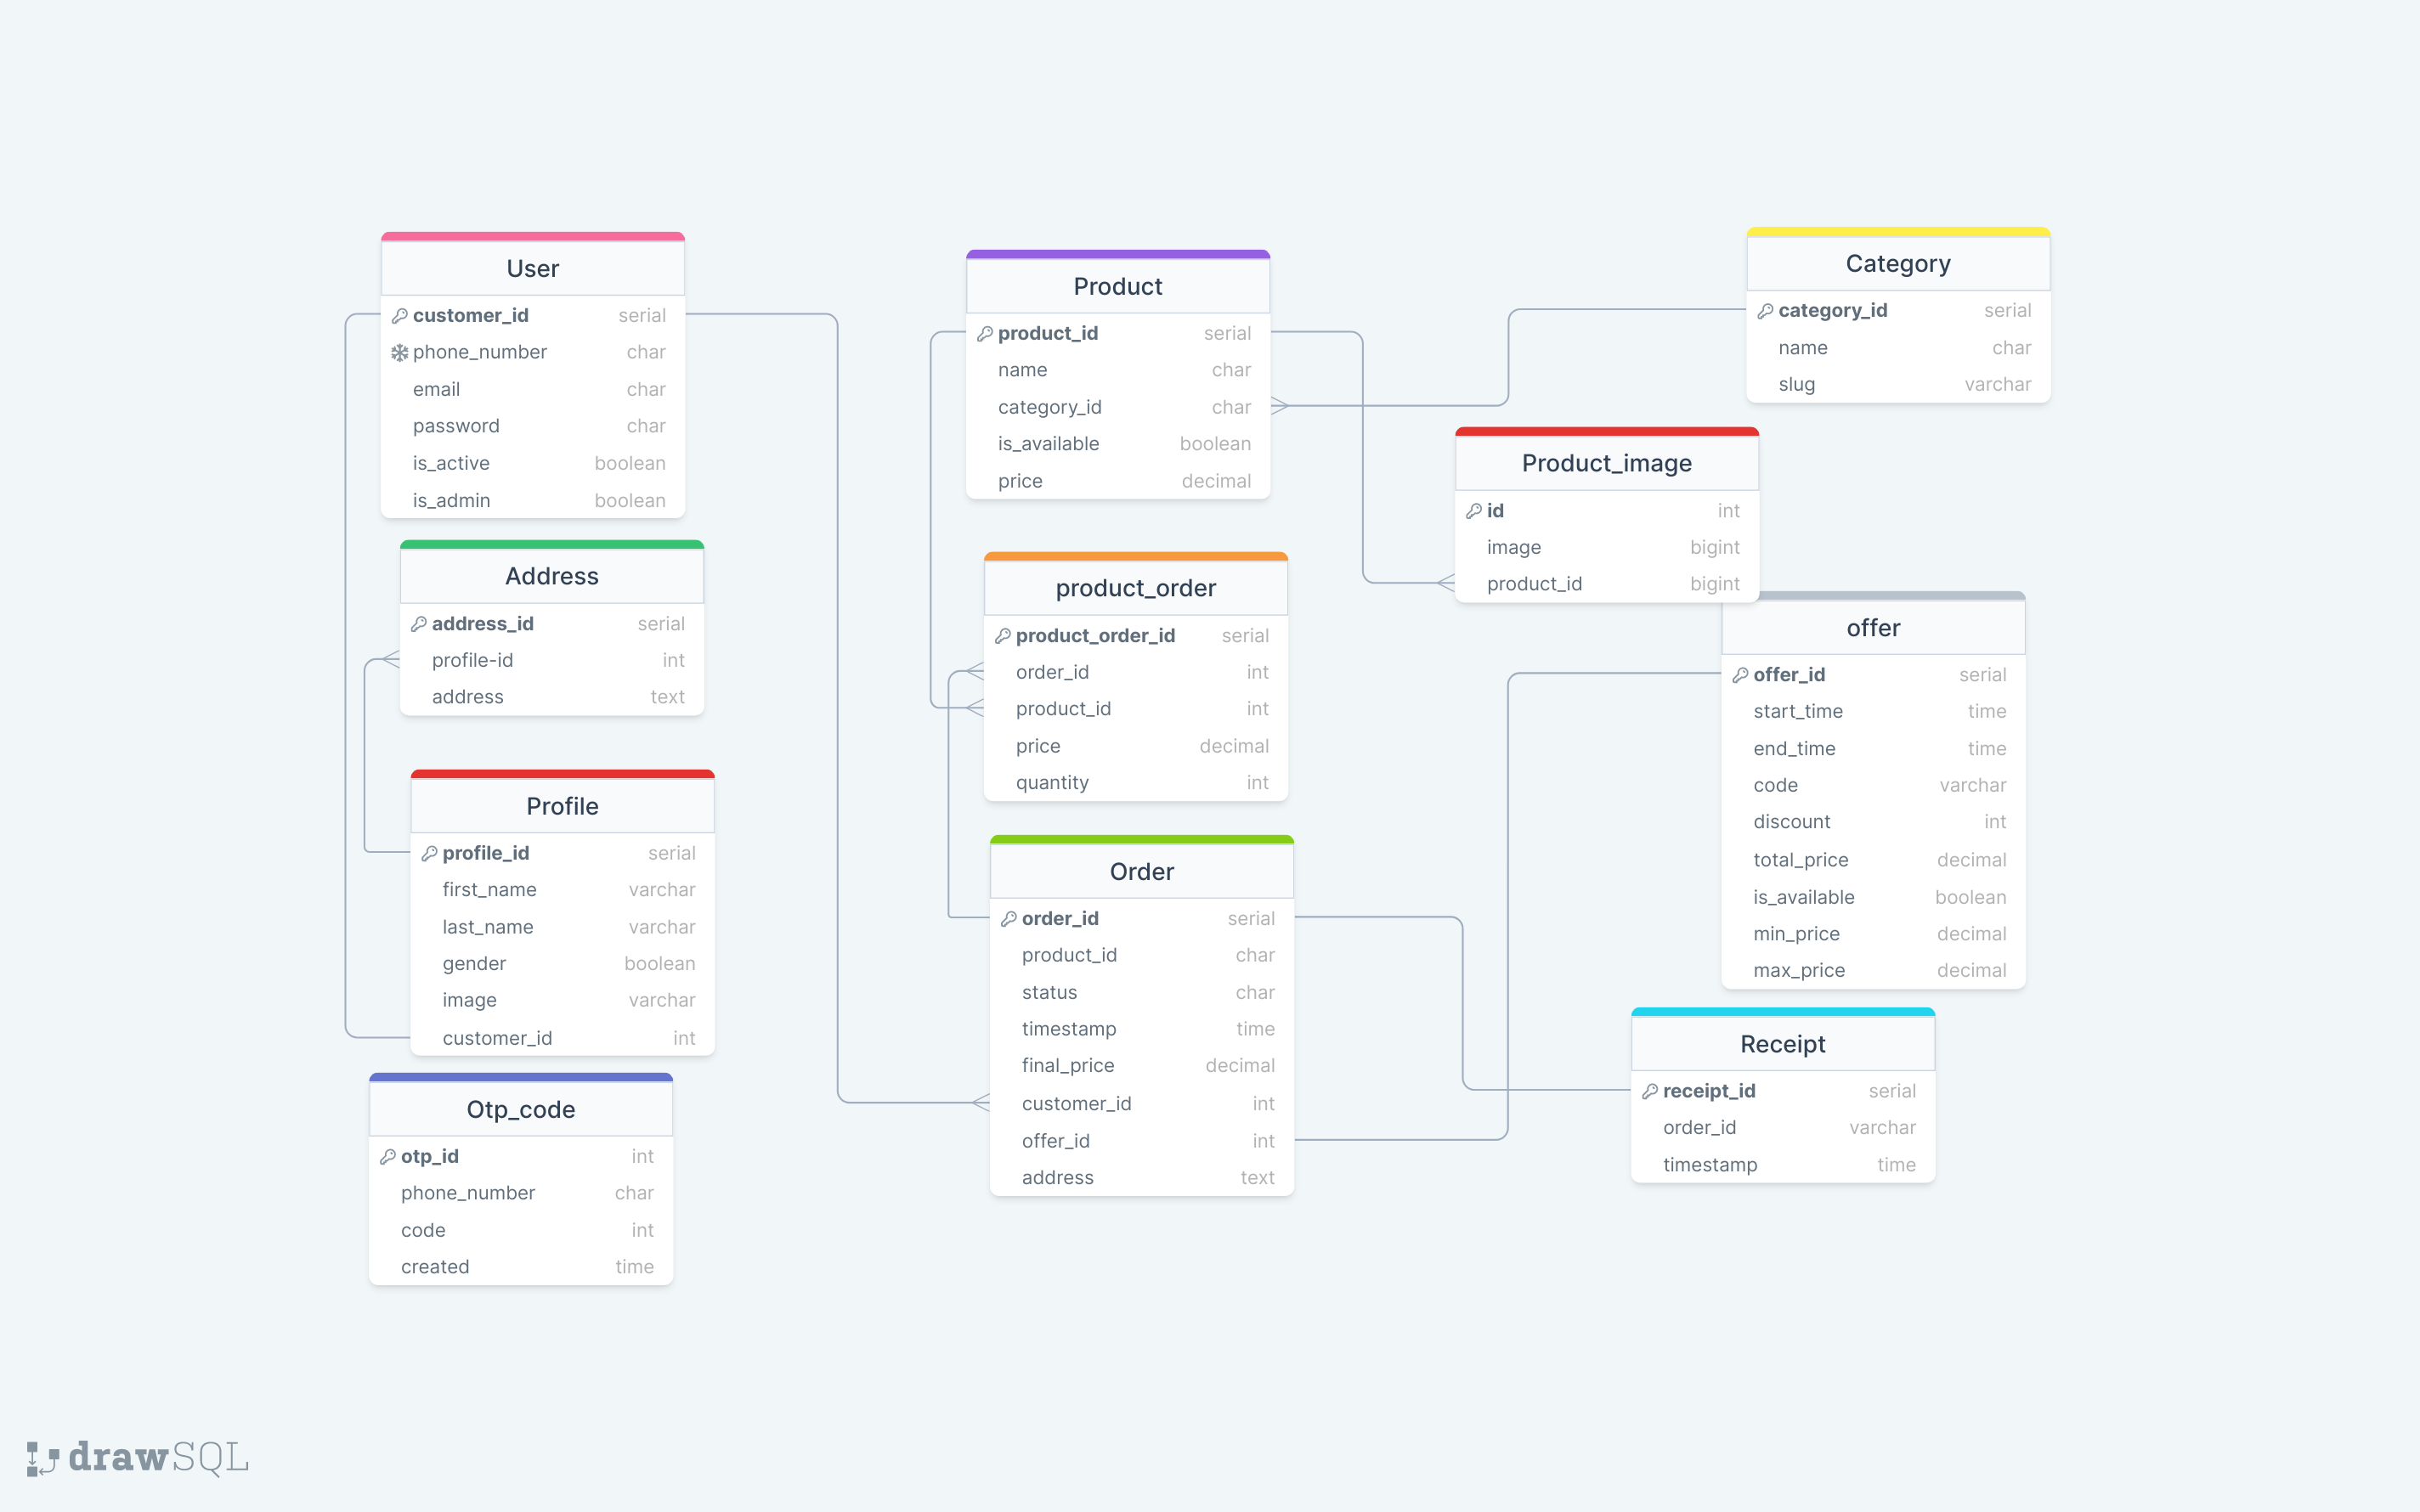 User
customer_id serial
phone_number char
email char
password char
is_active boolean
is_admin boolean
Address
address_id serial
profile-id int
address text
Profile
profile_id serial
first_name varchar
last_name varchar
gender boolean
image varchar
customer_id int
Otp_code
otp_id int
phone_number char
code int
created time
Product
product_id serial
name char
category_id char
is_available boolean
price decimal
product_order
product_order_id serial
order_id int
product_id int
price decimal
quantity int
Order
order_id serial
product_id char
status char
timestamp time
final_price decimal
customer_id int
offer_id int
address text
Category
category_id serial
name char
slug varchar
Product_image
id int
image bigint
product_id bigint
offer
offer_id serial
start_time time
end_time time
code varchar
discount int
total_price decimal
is_available boolean
min_price decimal
max_price decimal
Receipt
receipt_id serial
order_id varchar
timestamp time
drawSQL